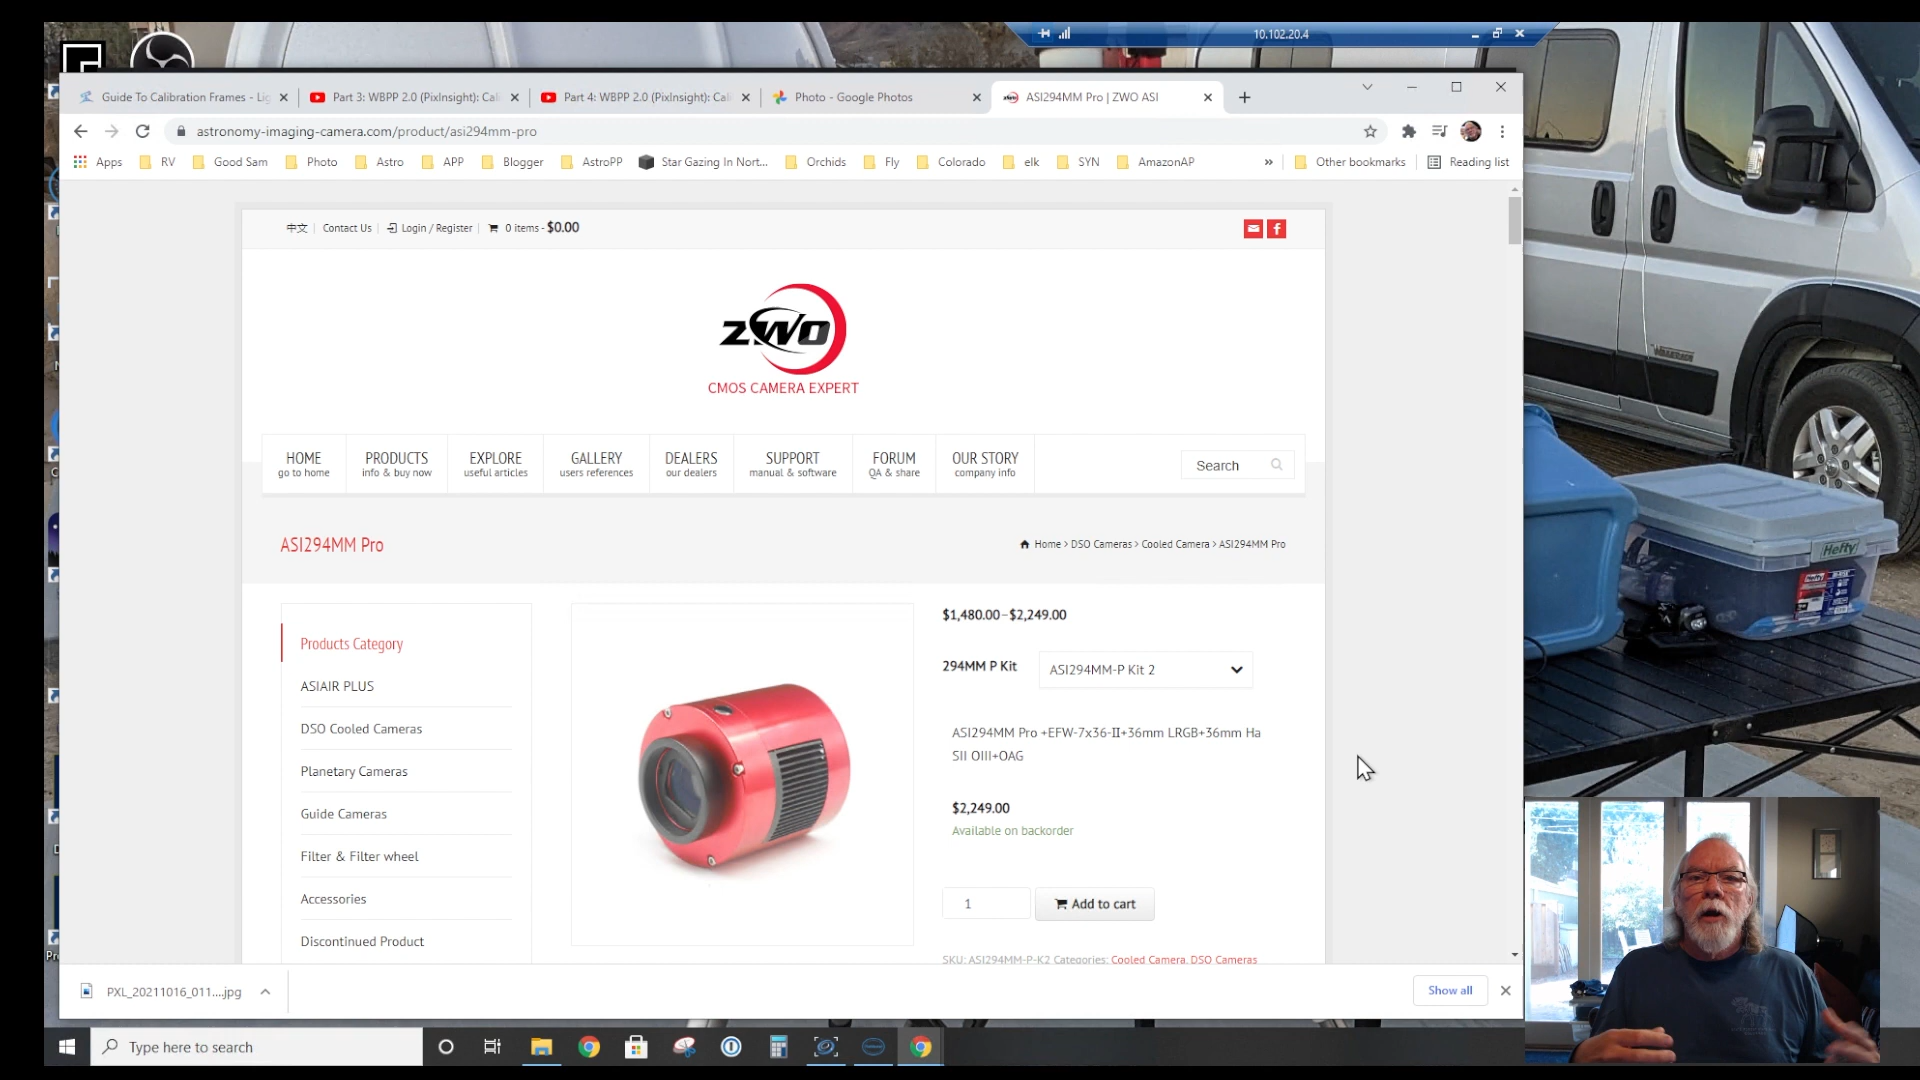 10.102.20.4
Guide To Calibration Frames - Lig
Part 3: WBPP 2.0 (PixInsight): Cal
Part 4: WBPP 2.0 (PixInsight): Cal
Photo - Google Photos
ASI294MM Pro | ZWO ASI
astronomy-imaging-camera.com/product/asi294mm-pro
Apps RV Good Sam Photo Astro APP Blogger AstroPP Star Gazing In Nort... Orchids Fly Colorado elk SYN AmazonAP » Other bookmarks Reading list
中文 | Contact Us | Login / Register | 0 items - $0.00
ZWO
CMOS CAMERA EXPERT
HOME PRODUCTS EXPLORE GALLERY DEALERS SUPPORT FORUM OUR STORY
go to home info & buy now useful articles users references our dealers manual & software QA & share company info
Search
ASI294MM Pro
Home > DSO Cameras > Cooled Camera > ASI294MM Pro
Products Category
ASIAIR PLUS
DSO Cooled Cameras
Planetary Cameras
Guide Cameras
Filter & Filter wheel
Accessories
Discontinued Product
$1,480.00–$2,249.00
294MM P Kit
ASI294MM-P Kit 2
ASI294MM Pro +EFW-7x36-II+36mm LRGB+36mm Ha
SII OIII+OAG
$2,249.00
Available on backorder
1
Add to cart
SKU: ASI294MM-P-K2 Categories: Cooled Camera, DSO Cameras
Hefty
PXL_20211016_011....jpg
Show all
Type here to search